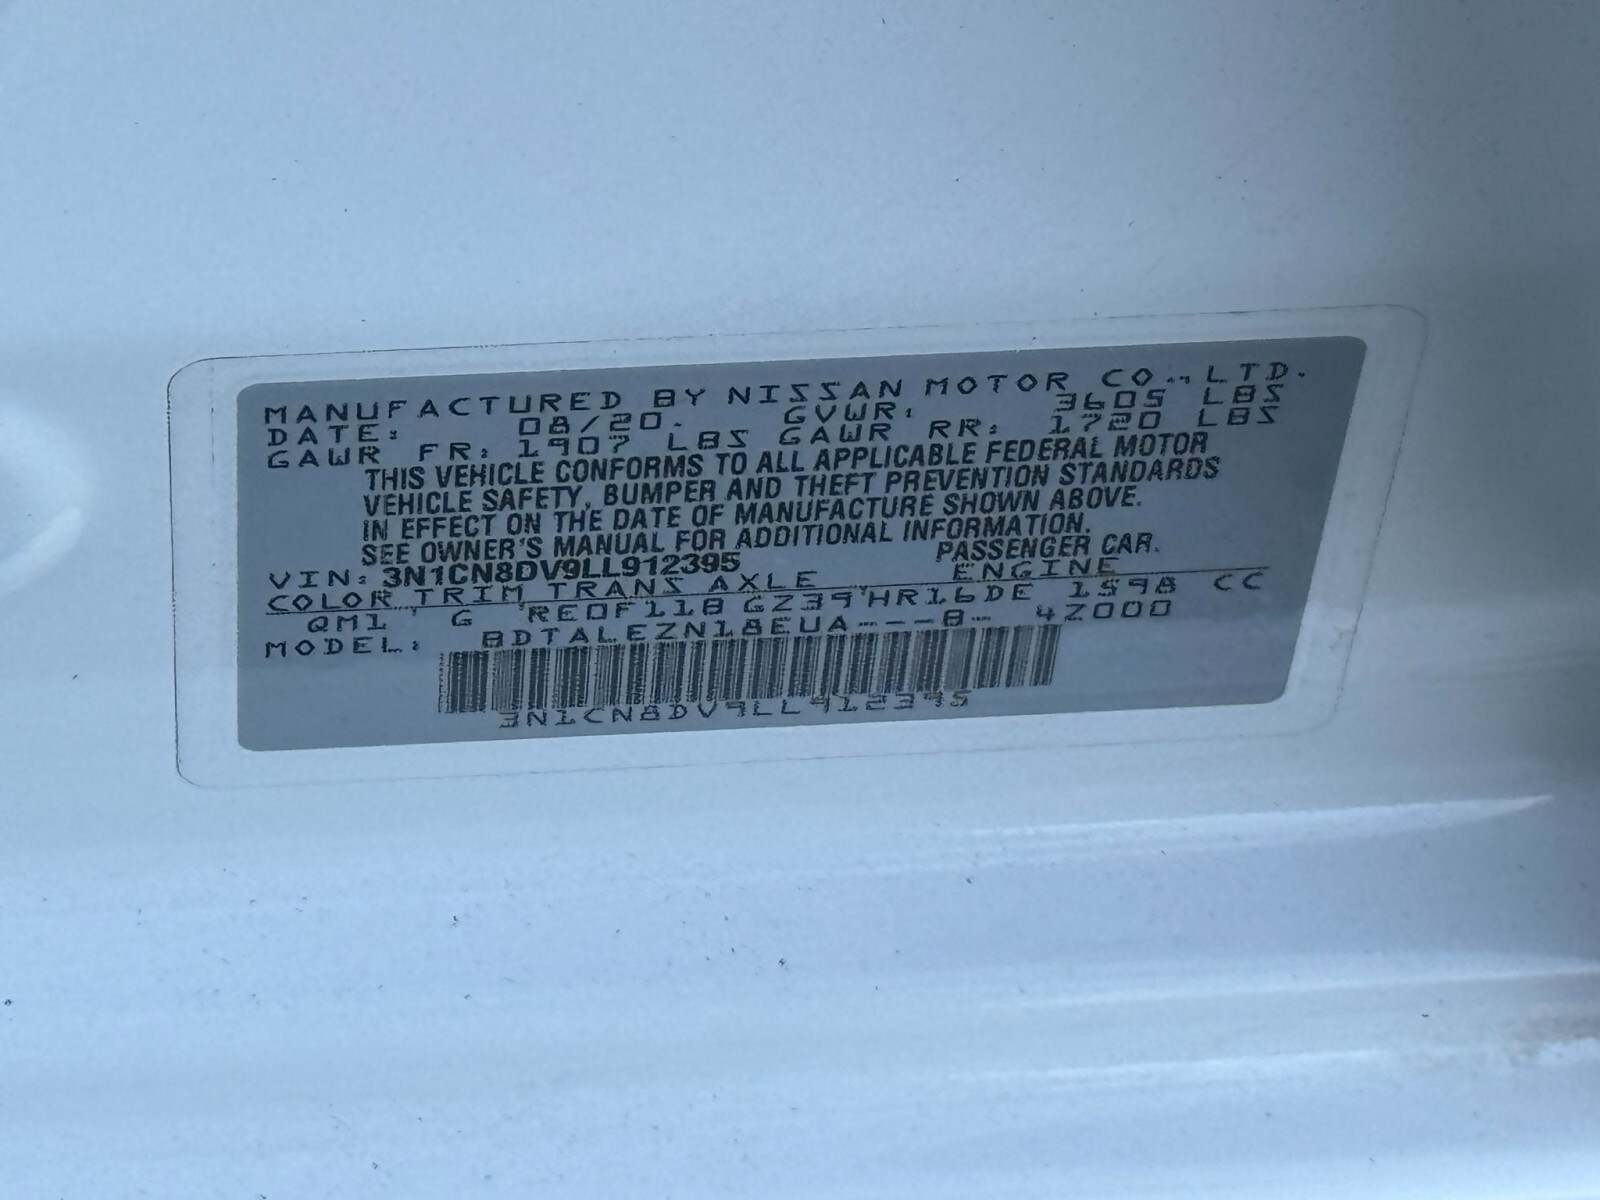 MANUFACTURED BY NISSAN MOTOR CO., LTD.
DATE: 08/20. GVWR: 3605 LBS
GAWR FR: 1907 LBS GAWR RR: 1720 LBS
THIS VEHICLE CONFORMS TO ALL APPLICABLE FEDERAL MOTOR
VEHICLE SAFETY, BUMPER AND THEFT PREVENTION STANDARDS
IN EFFECT ON THE DATE OF MANUFACTURE SHOWN ABOVE.
SEE OWNER'S MANUAL FOR ADDITIONAL INFORMATION.
VIN: 3N1CN8DV9LL912395 PASSENGER CAR.
COLOR TRIM TRANS AXLE ENGINE
QM1 G RE0F11B GZ39 HR16DE 1598 CC
MODEL: BDTALEZN18EUA----B-- 4Z000
3N1CN8DV9LL912395